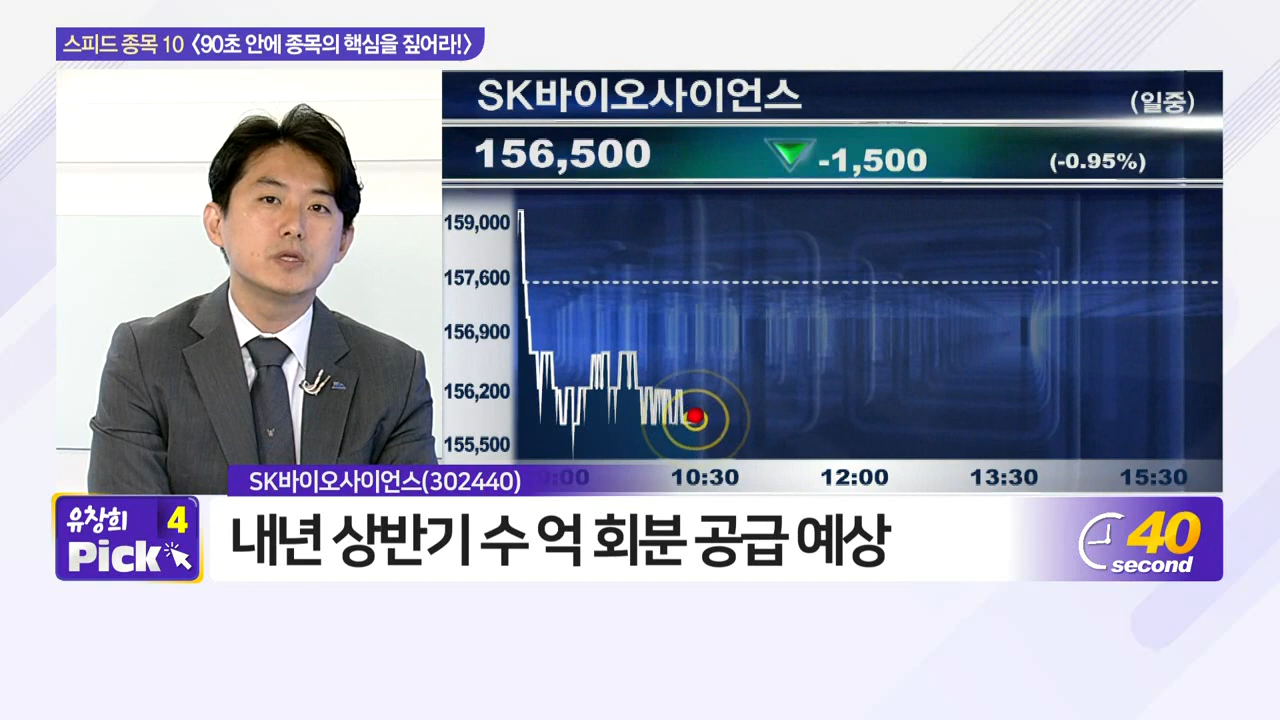 스피드 종목 10 〈90초 안에 종목의 핵심을 짚어라!〉
SK바이오사이언스
(일중)
156,500
-1,500
(-0.95%)
159,000
157,600
156,900
156,200
155,500
10:30
12:00
13:30
15:30
SK바이오사이언스(302440)
유창희 4
Pick
내년 상반기 수 억 회분 공급 예상
40
second